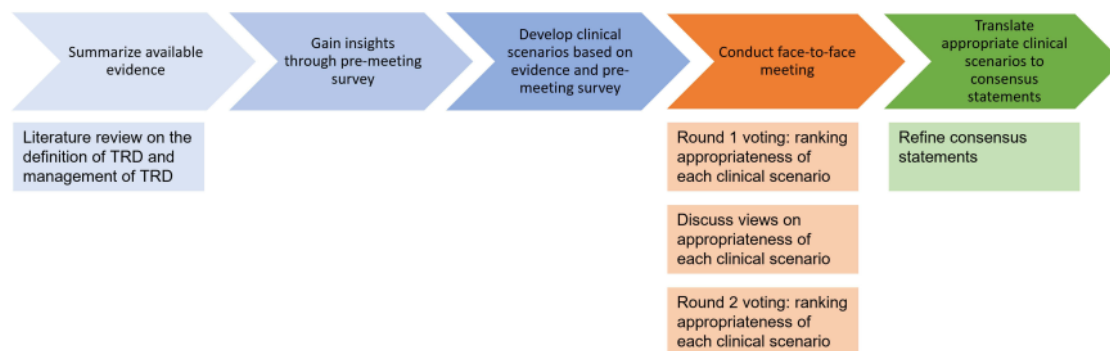 Summarize available
evidence
Gain insights
through pre-meeting
survey
Develop clinical
scenarios based on
evidence and pre-
meeting survey
Conduct face-to-face
meeting
Translate
appropriate clinical
scenarios to
consensus
statements
Literature review on the
definition of TRD and
management of TRD
Round 1 voting: ranking
appropriateness of
each clinical scenario
Discuss views on
appropriateness of
each clinical scenario
Round 2 voting: ranking
appropriateness of
each clinical scenario
Refine consensus
statements